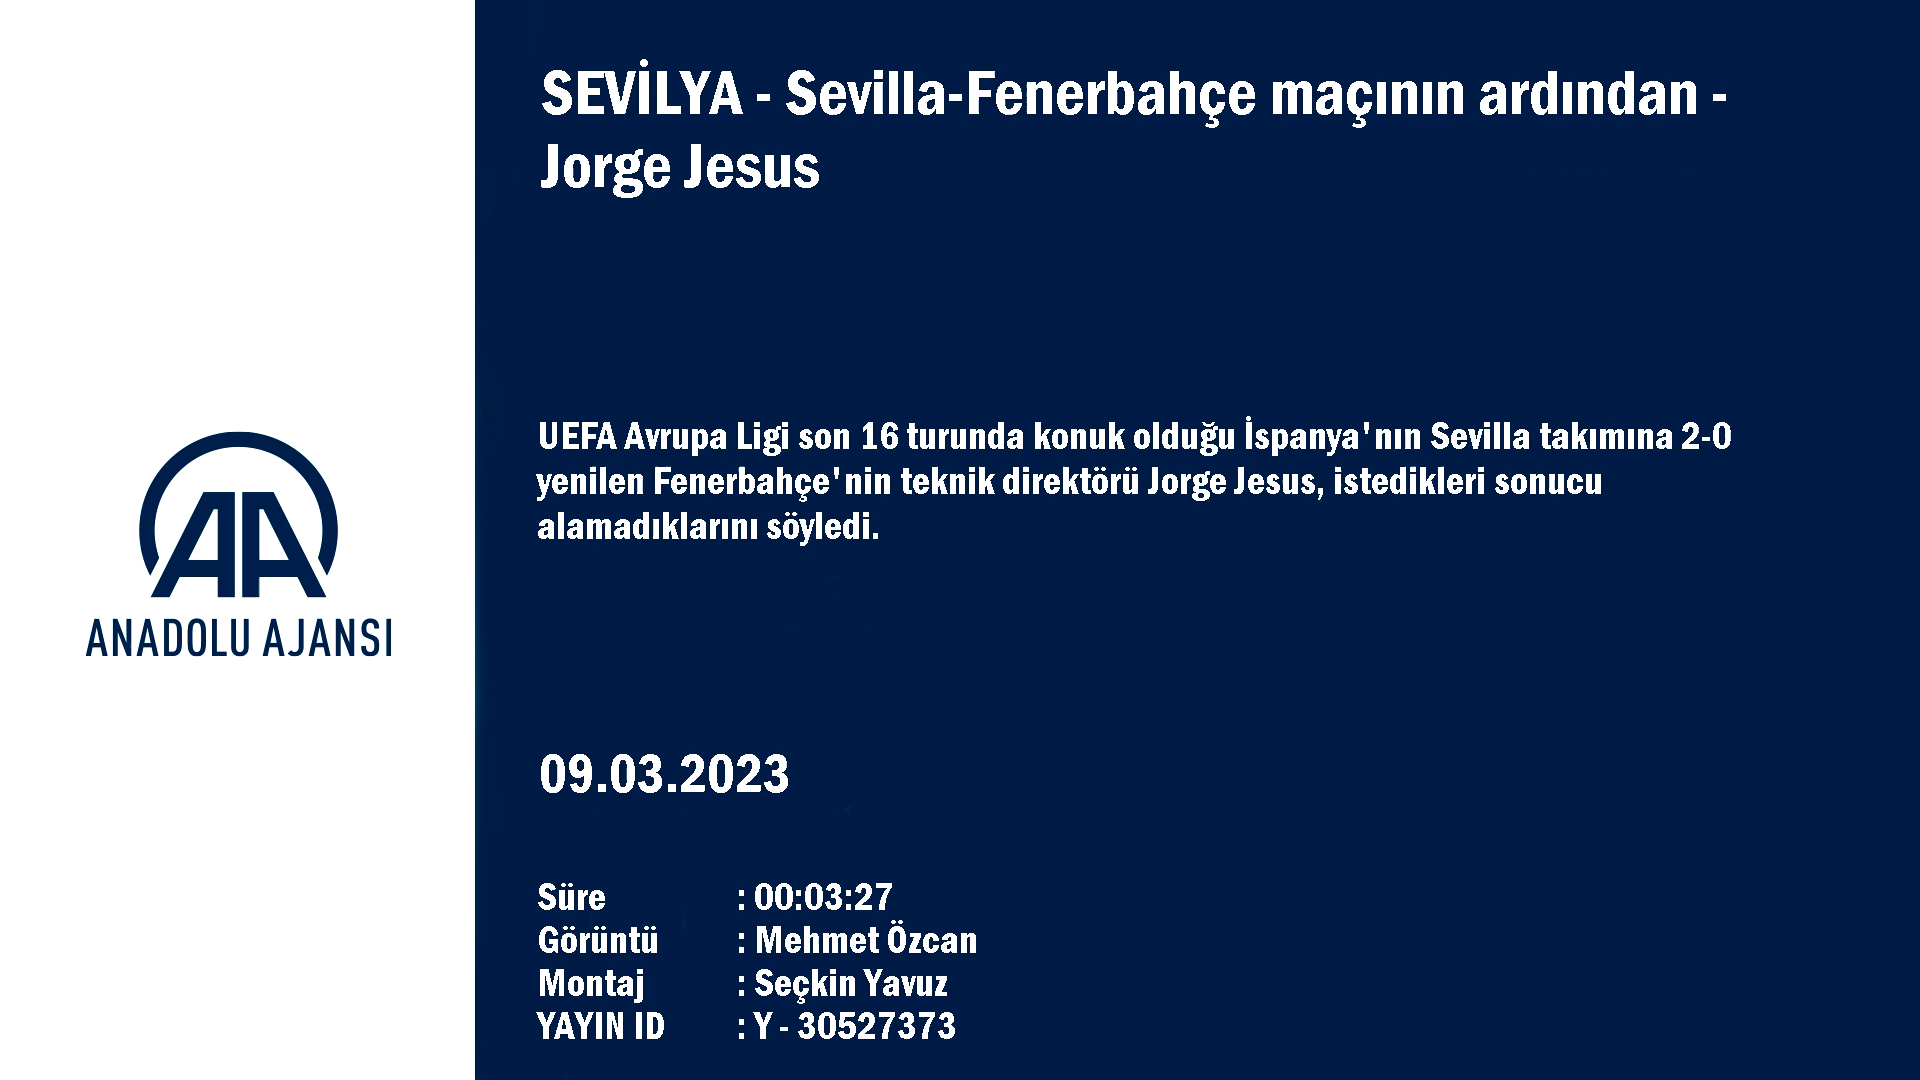 SEVİLYA - Sevilla-Fenerbahçe maçının ardından -
Jorge Jesus
UEFA Avrupa Ligi son 16 turunda konuk olduğu İspanya'nın Sevilla takımına 2-0
yenilen Fenerbahçe'nin teknik direktörü Jorge Jesus, istedikleri sonucu
alamadıklarını söyledi.
AA
ANADOLU AJANSI
09.03.2023
Süre : 00:03:27
Görüntü : Mehmet Özcan
Montaj : Seçkin Yavuz
YAYIN ID : Y - 30527373